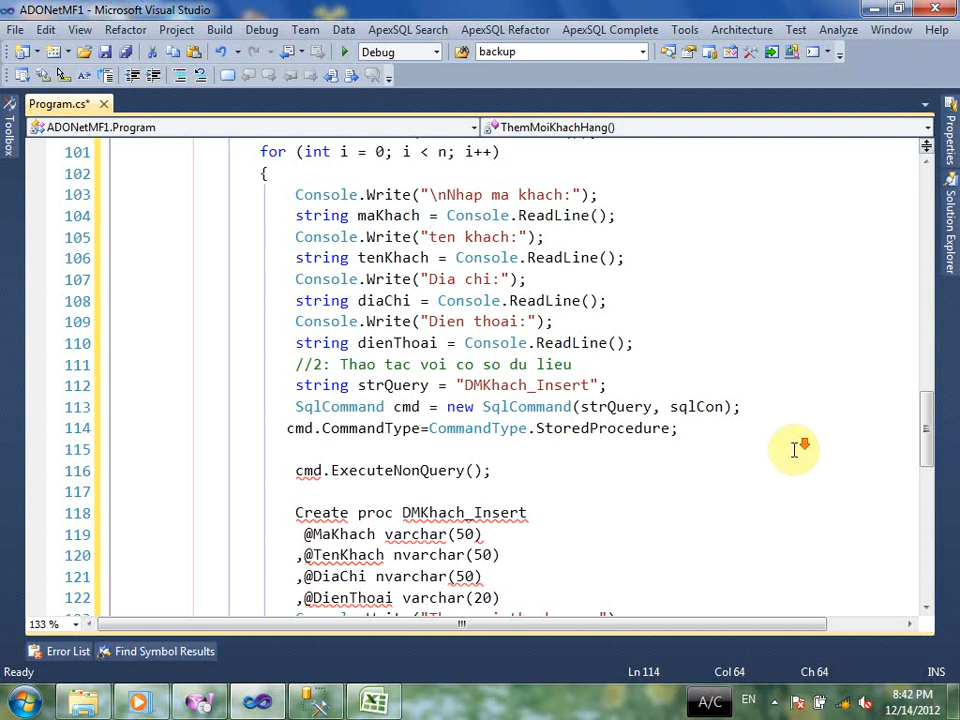 ADONetMF1 - Microsoft Visual Studio
File Edit View Refactor Project Build Debug Team Data ApexSQL Search ApexSQL Refactor ApexSQL Complete Tools Architecture Test Analyze Window Help
Debug backup
Program.cs*
ADONetMF1.Program ThemMoiKhachHang()
Toolbox
Properties
Solution Explorer
101 for (int i = 0; i < n; i++)
102 {
103 Console.Write("\nNhap ma khach:");
104 string maKhach = Console.ReadLine();
105 Console.Write("ten khach:");
106 string tenKhach = Console.ReadLine();
107 Console.Write("Dia chi:");
108 string diaChi = Console.ReadLine();
109 Console.Write("Dien thoai:");
110 string dienThoai = Console.ReadLine();
111 //2: Thao tac voi co so du lieu
112 string strQuery = "DMKhach_Insert";
113 SqlCommand cmd = new SqlCommand(strQuery, sqlCon);
114 cmd.CommandType=CommandType.StoredProcedure;
115
116 cmd.ExecuteNonQuery();
117
118 Create proc DMKhach_Insert
119 @MaKhach varchar(50)
120 ,@TenKhach nvarchar(50)
121 ,@DiaChi nvarchar(50)
122 ,@DienThoai varchar(20)
133 %
Error List Find Symbol Results
Ready Ln 114 Col 64 Ch 64 INS
A/C EN 8:42 PM
12/14/2012